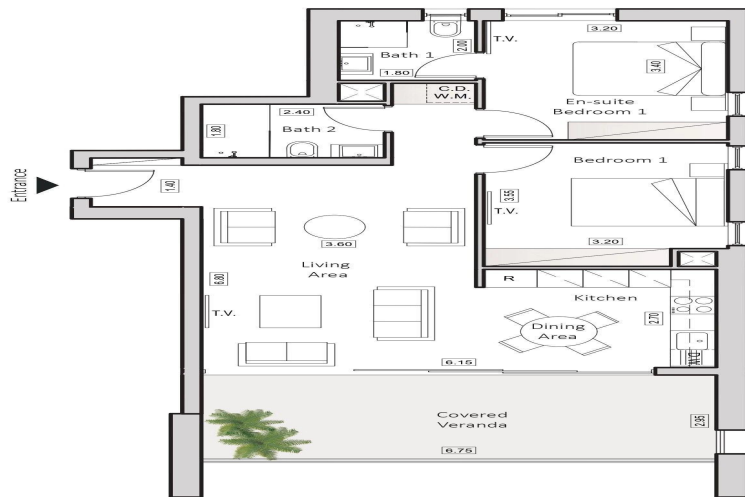 T.V.
3.20
2.00
Bath 1
1.80
3.40
C.D.
W.M.
En-suite
Bedroom 1
2.40
1.80
Bath 2
Entrance
1.40
Bedroom 1
3.55
T.V.
3.20
3.60
Living
Area
6.80
T.V.
R
Kitchen
2.70
Dining
Area
D.W.
6.15
Covered
Veranda
2.95
6.75